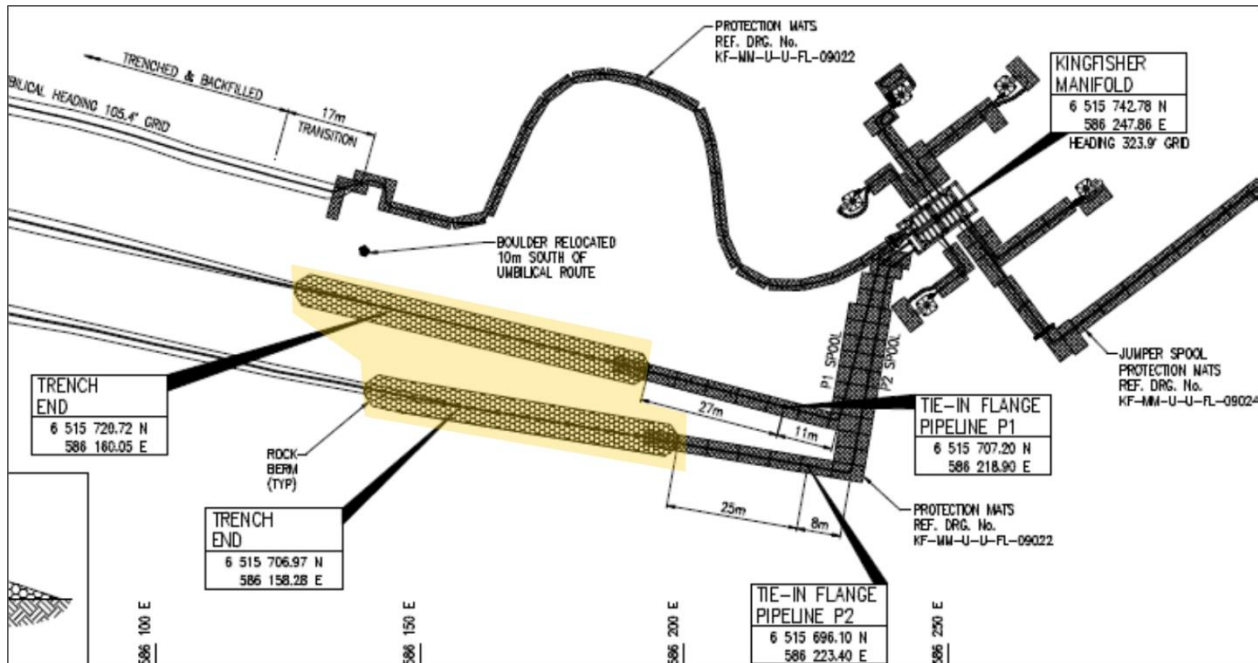 PROTECTION MATS
REF. DRG. No.
KF-MM-U-U-FL-09022
TRENCHED & BACKFILLED
BILICAL HEADING 105.4° GRID
17m
TRANSITION
KINGFISHER
MANIFOLD
6 515 742.78 N
586 247.86 E
HEADING 323.9° GRID
BOULDER RELOCATED
10m SOUTH OF
UMBILICAL ROUTE
P1 SPOOL
P2 SPOOL
JUMPER SPOOL
PROTECTION MATS
REF. DRG. No.
KF-MM-U-U-FL-09024
TRENCH
END
6 515 720.72 N
586 160.05 E
27m
11m
TIE-IN FLANGE
PIPELINE P1
6 515 707.20 N
586 218.90 E
ROCK
BERM
(TYP)
TRENCH
END
6 515 706.97 N
586 158.28 E
25m
8m
PROTECTION MATS
REF. DRG. No.
KF-MM-U-U-FL-09022
TIE-IN FLANGE
PIPELINE P2
6 515 696.10 N
586 223.40 E
586 100 E
586 150 E
586 200 E
586 250 E